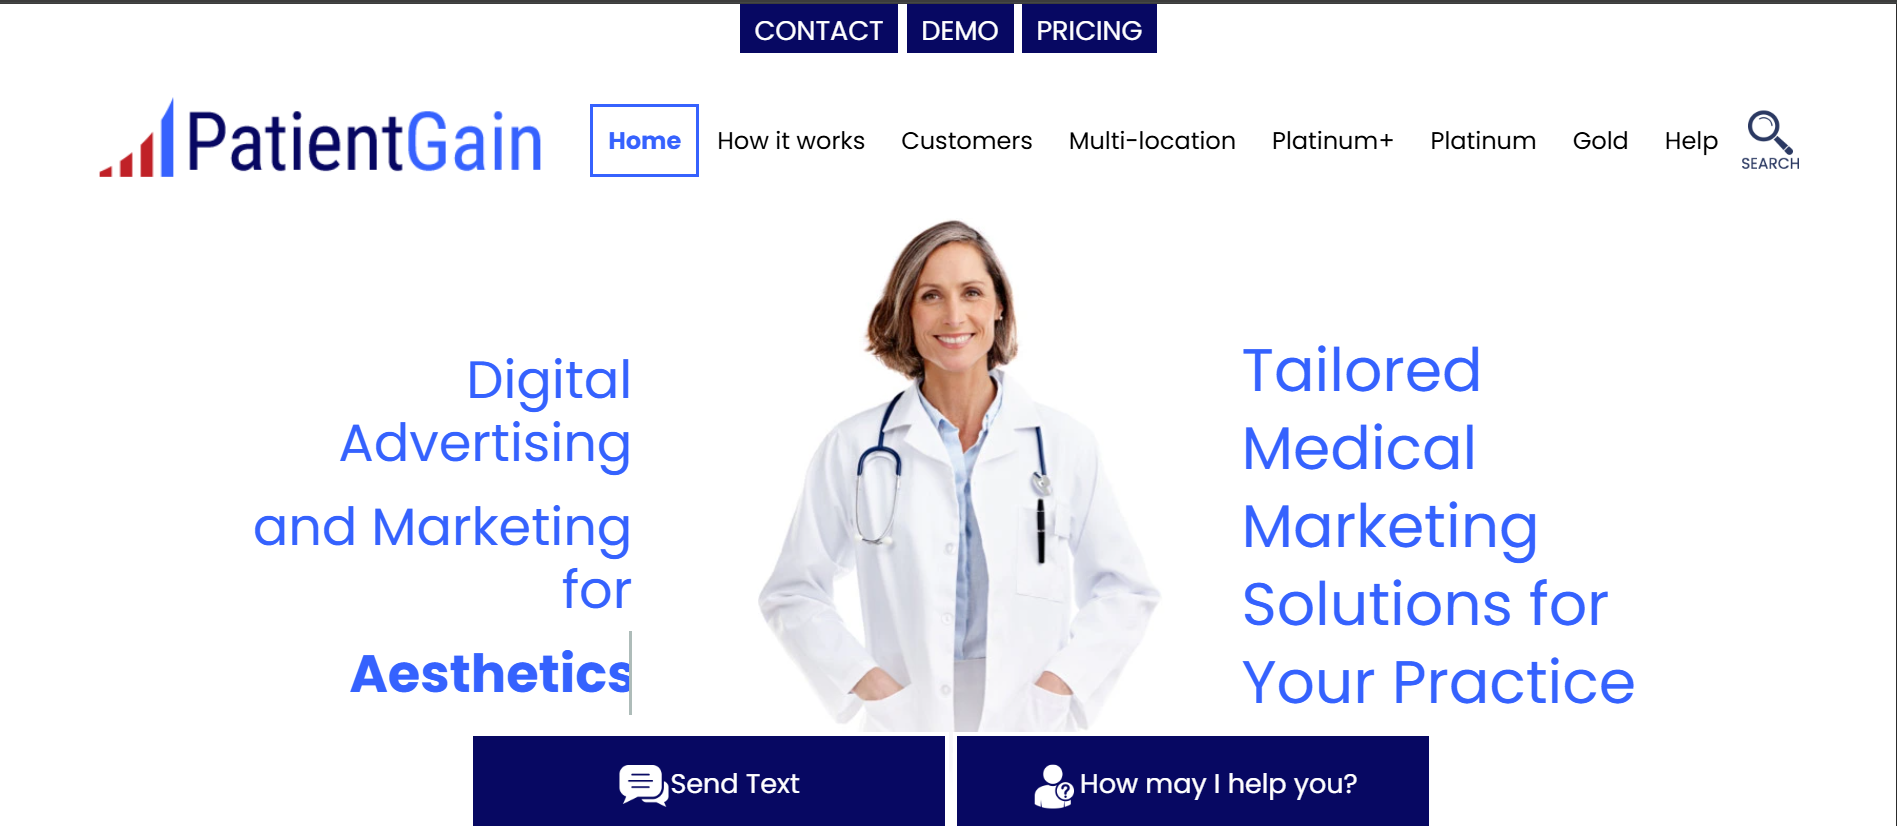 CONTACT DEMO PRICING
PatientGain
Home How it works Customers Multi-location Platinum+ Platinum Gold Help
SEARCH
Digital
Advertising
and Marketing
for
Aesthetics
Tailored
Medical
Marketing
Solutions for
Your Practice
Send Text
How may I help you?